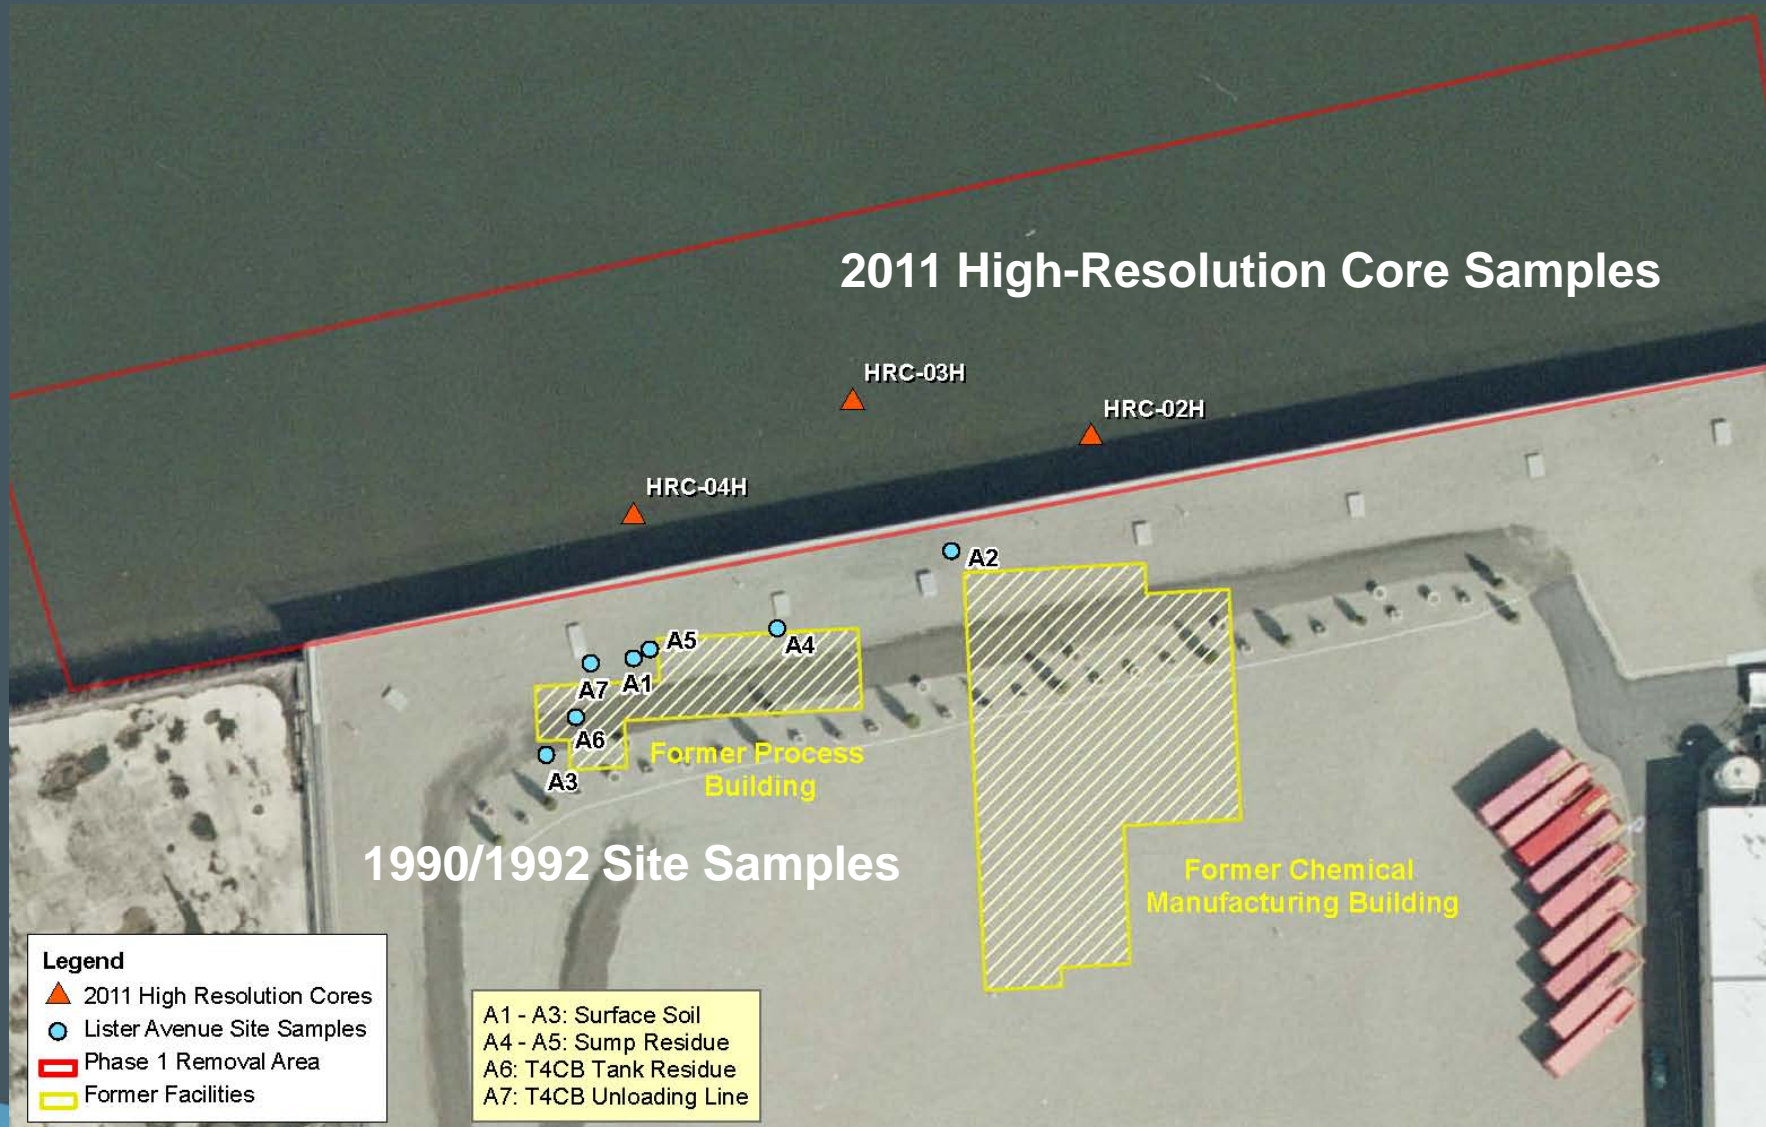 2011 High-Resolution Core Samples
HRC-03H
HRC-02H
HRC-04H
A2
A5
A4
A7
A1
A6
A3
Former Process
Building
1990/1992 Site Samples
Former Chemical
Manufacturing Building
Legend
2011 High Resolution Cores
Lister Avenue Site Samples
Phase 1 Removal Area
Former Facilities
A1 - A3: Surface Soil
A4 - A5: Sump Residue
A6: T4CB Tank Residue
A7: T4CB Unloading Line